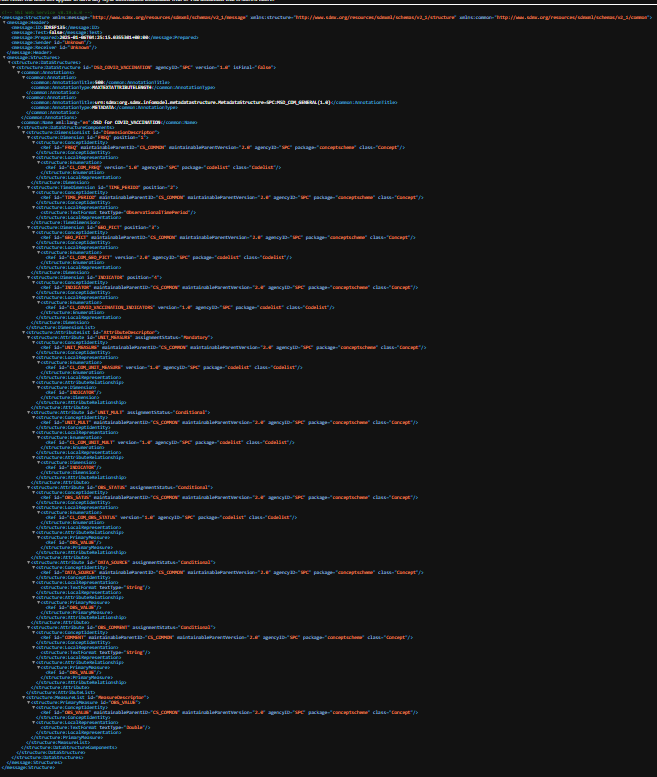 ▼<message:Structure xmlns:message="http://www.sdmx.org/resources/sdmxml/schemas/v2_1/message" xmlns:structure="http://www.sdmx.org/resources/sdmxml/schemas/v2_1/structure" xmlns:common="http://www.sdmx.org/resources/sdmxml/schemas/v2_1/common">
▼<message:Header>
<message:ID>IDREF135</message:ID>
<message:Test>false</message:Test>
<message:Prepared>
<message:Sender id="Unknown"/>
<message:Receiver id="Unknown"/>
</message:Header>
▼<message:Structures>
▼<structure:DataStructures>
▼<structure:DataStructure id="DSD_COVID_VACCINATION" agencyID="SPC" version="1.0" isFinal="false">
▼<common:Annotations>
▼<common:Annotation>
<common:AnnotationTitle>500</common:AnnotationTitle>
<common:AnnotationType>MAXTEXTATTRIBUTELENGTH</common:AnnotationType>
</common:Annotation>
▼<common:Annotation>
<common:AnnotationTitle>urn:sdmx:org.sdmx.infomodel.metadatastructure.MetadataStructure=SPC:MSD_COM_GENERAL(1.0)</common:AnnotationTitle>
<common:AnnotationType>METADATA</common:AnnotationType>
</common:Annotation>
</common:Annotations>
<common:Name xml:lang="en">DSD for COVID_VACCINATION</common:Name>
▼<structure:DataStructureComponents>
▼<structure:DimensionList id="DimensionDescriptor">
▼<structure:Dimension id="FREQ" position="1">
▼<structure:ConceptIdentity>
<Ref id="FREQ" maintainableParentID="CS_COMMON" maintainableParentVersion="2.0" agencyID="SPC" package="conceptscheme" class="Concept"/>
</structure:ConceptIdentity>
▼<structure:LocalRepresentation>
▼<structure:Enumeration>
<Ref id="CL_COM_FREQ" version="1.0" agencyID="SPC" package="codelist" class="Codelist"/>
</structure:Enumeration>
</structure:LocalRepresentation>
</structure:Dimension>
▼<structure:TimeDimension id="TIME_PERIOD" position="2">
▼<structure:ConceptIdentity>
<Ref id="TIME_PERIOD" maintainableParentID="CS_COMMON" maintainableParentVersion="2.0" agencyID="SPC" package="conceptscheme" class="Concept"/>
</structure:ConceptIdentity>
▼<structure:LocalRepresentation>
<structure:TextFormat textType="ObservationalTimePeriod"/>
</structure:LocalRepresentation>
</structure:TimeDimension>
▼<structure:Dimension id="GEO_PICT" position="3">
▼<structure:ConceptIdentity>
<Ref id="GEO_PICT" maintainableParentID="CS_COMMON" maintainableParentVersion="2.0" agencyID="SPC" package="conceptscheme" class="Concept"/>
</structure:ConceptIdentity>
▼<structure:LocalRepresentation>
▼<structure:Enumeration>
<Ref id="CL_COM_GEO_PICT" version="2.0" agencyID="SPC" package="codelist" class="Codelist"/>
</structure:Enumeration>
</structure:LocalRepresentation>
</structure:Dimension>
▼<structure:Dimension id="INDICATOR" position="4">
▼<structure:ConceptIdentity>
<Ref id="INDICATOR" maintainableParentID="CS_COMMON" maintainableParentVersion="2.0" agencyID="SPC" package="conceptscheme" class="Concept"/>
</structure:ConceptIdentity>
▼<structure:LocalRepresentation>
▼<structure:Enumeration>
<Ref id="CL_COVID_VACCINATION_INDICATORS" version="1.0" agencyID="SPC" package="codelist" class="Codelist"/>
</structure:Enumeration>
</structure:LocalRepresentation>
</structure:Dimension>
</structure:DimensionList>
▼<structure:AttributeList id="AttributeDescriptor">
▼<structure:Attribute id="UNIT_MEASURE" assignmentStatus="Mandatory">
▼<structure:ConceptIdentity>
<Ref id="UNIT_MEASURE" maintainableParentID="CS_COMMON" maintainableParentVersion="2.0" agencyID="SPC" package="conceptscheme" class="Concept"/>
</structure:ConceptIdentity>
▼<structure:LocalRepresentation>
▼<structure:Enumeration>
<Ref id="CL_COM_UNIT_MEASURE" version="1.0" agencyID="SPC" package="codelist" class="Codelist"/>
</structure:Enumeration>
</structure:LocalRepresentation>
▼<structure:AttributeRelationship>
▼<structure:Dimension>
<Ref id="INDICATOR"/>
</structure:Dimension>
</structure:AttributeRelationship>
</structure:Attribute>
▼<structure:Attribute id="UNIT_MULT" assignmentStatus="Conditional">
▼<structure:ConceptIdentity>
<Ref id="UNIT_MULT" maintainableParentID="CS_COMMON" maintainableParentVersion="2.0" agencyID="SPC" package="conceptscheme" class="Concept"/>
</structure:ConceptIdentity>
▼<structure:LocalRepresentation>
▼<structure:Enumeration>
<Ref id="CL_COM_UNIT_MULT" version="1.0" agencyID="SPC" package="codelist" class="Codelist"/>
</structure:Enumeration>
</structure:LocalRepresentation>
▼<structure:AttributeRelationship>
▼<structure:Dimension>
<Ref id="INDICATOR"/>
</structure:Dimension>
</structure:AttributeRelationship>
</structure:Attribute>
▼<structure:Attribute id="OBS_STATUS" assignmentStatus="Conditional">
▼<structure:ConceptIdentity>
<Ref id="OBS_STATUS" maintainableParentID="CS_COMMON" maintainableParentVersion="2.0" agencyID="SPC" package="conceptscheme" class="Concept"/>
</structure:ConceptIdentity>
▼<structure:LocalRepresentation>
▼<structure:Enumeration>
<Ref id="CL_COM_OBS_STATUS" version="1.0" agencyID="SPC" package="codelist" class="Codelist"/>
</structure:Enumeration>
</structure:LocalRepresentation>
▼<structure:AttributeRelationship>
▼<structure:PrimaryMeasure>
<Ref id="OBS_VALUE"/>
</structure:PrimaryMeasure>
</structure:AttributeRelationship>
</structure:Attribute>
▼<structure:Attribute id="DATA_SOURCE" assignmentStatus="Conditional">
▼<structure:ConceptIdentity>
<Ref id="DATA_SOURCE" maintainableParentID="CS_COMMON" maintainableParentVersion="2.0" agencyID="SPC" package="conceptscheme" class="Concept"/>
</structure:ConceptIdentity>
▼<structure:LocalRepresentation>
<structure:TextFormat textType="String"/>
</structure:LocalRepresentation>
▼<structure:AttributeRelationship>
▼<structure:PrimaryMeasure>
<Ref id="OBS_VALUE"/>
</structure:PrimaryMeasure>
</structure:AttributeRelationship>
</structure:Attribute>
▼<structure:Attribute id="OBS_COMMENT" assignmentStatus="Conditional">
▼<structure:ConceptIdentity>
<Ref id="COMMENT" maintainableParentID="CS_COMMON" maintainableParentVersion="2.0" agencyID="SPC" package="conceptscheme" class="Concept"/>
</structure:ConceptIdentity>
▼<structure:LocalRepresentation>
<structure:TextFormat textType="String"/>
</structure:LocalRepresentation>
▼<structure:AttributeRelationship>
▼<structure:PrimaryMeasure>
<Ref id="OBS_VALUE"/>
</structure:PrimaryMeasure>
</structure:AttributeRelationship>
</structure:Attribute>
</structure:AttributeList>
▼<structure:MeasureList id="MeasureDescriptor">
▼<structure:PrimaryMeasure id="OBS_VALUE">
▼<structure:ConceptIdentity>
<Ref id="OBS_VALUE" maintainableParentID="CS_COMMON" maintainableParentVersion="2.0" agencyID="SPC" package="conceptscheme" class="Concept"/>
</structure:ConceptIdentity>
▼<structure:LocalRepresentation>
<structure:TextFormat textType="Double"/>
</structure:LocalRepresentation>
</structure:PrimaryMeasure>
</structure:MeasureList>
</structure:DataStructureComponents>
</structure:DataStructure>
</structure:DataStructures>
</message:Structures>
</message:Structure>